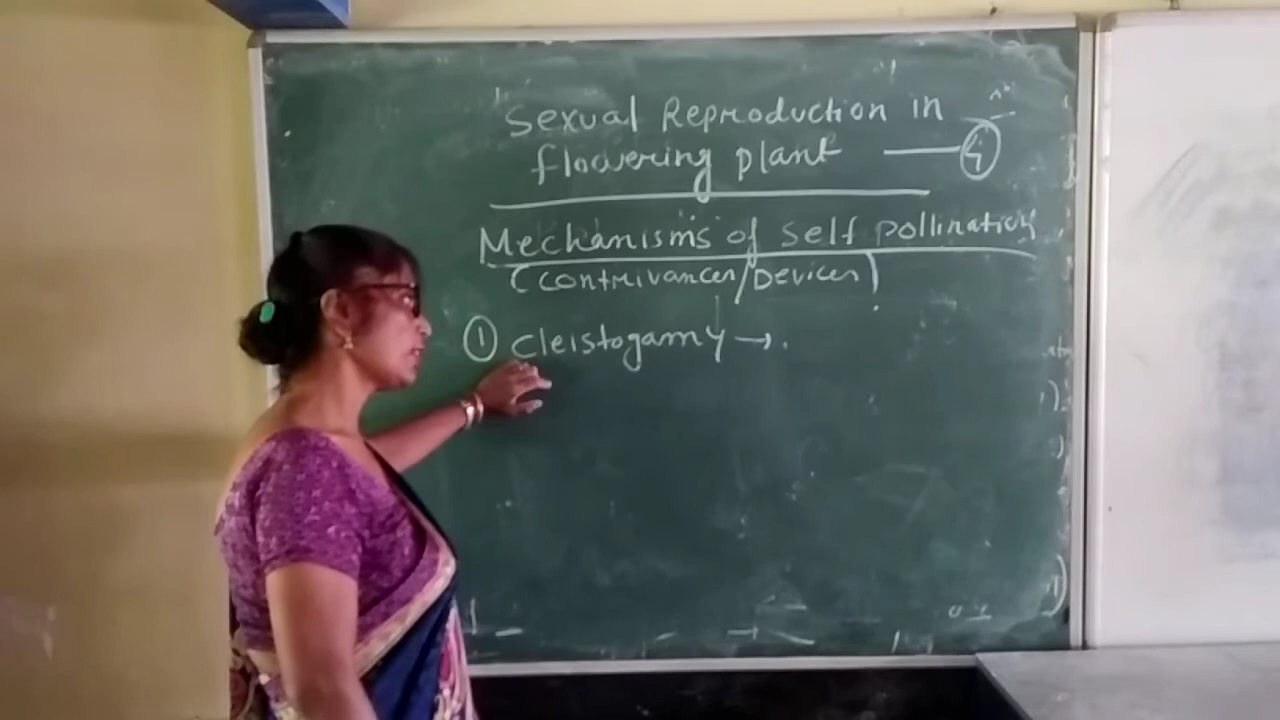 Sexual Reproduction in
flowering plant — 4
Mechanisms of self pollination
(contrivances/Devices)
① cleistogamy →